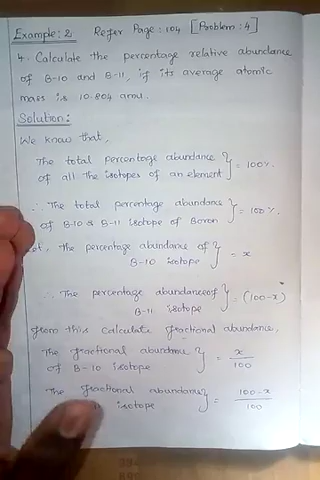 Example: 2 Refer Page: 104 [Problem: 4]
4. Calculate the percentage relative abundance
of B-10 and B-11, if its average atomic
mass is 10.804 amu.
Solution:
We know that,
The total percentage abundance
of all the isotopes of an element } = 100%.
∴ The total percentage abundance
of B-10 & B-11 isotope of Boron } = 100%.
, The percentage abundance of
B-10 isotope } = x
∴ The percentage abundance of
B-11 isotope } = (100-x)
from this calculate fractional abundance,
The fractional abundance
of B-10 isotope } = x/100
The fractional abundance
isotope } = 100-x/100